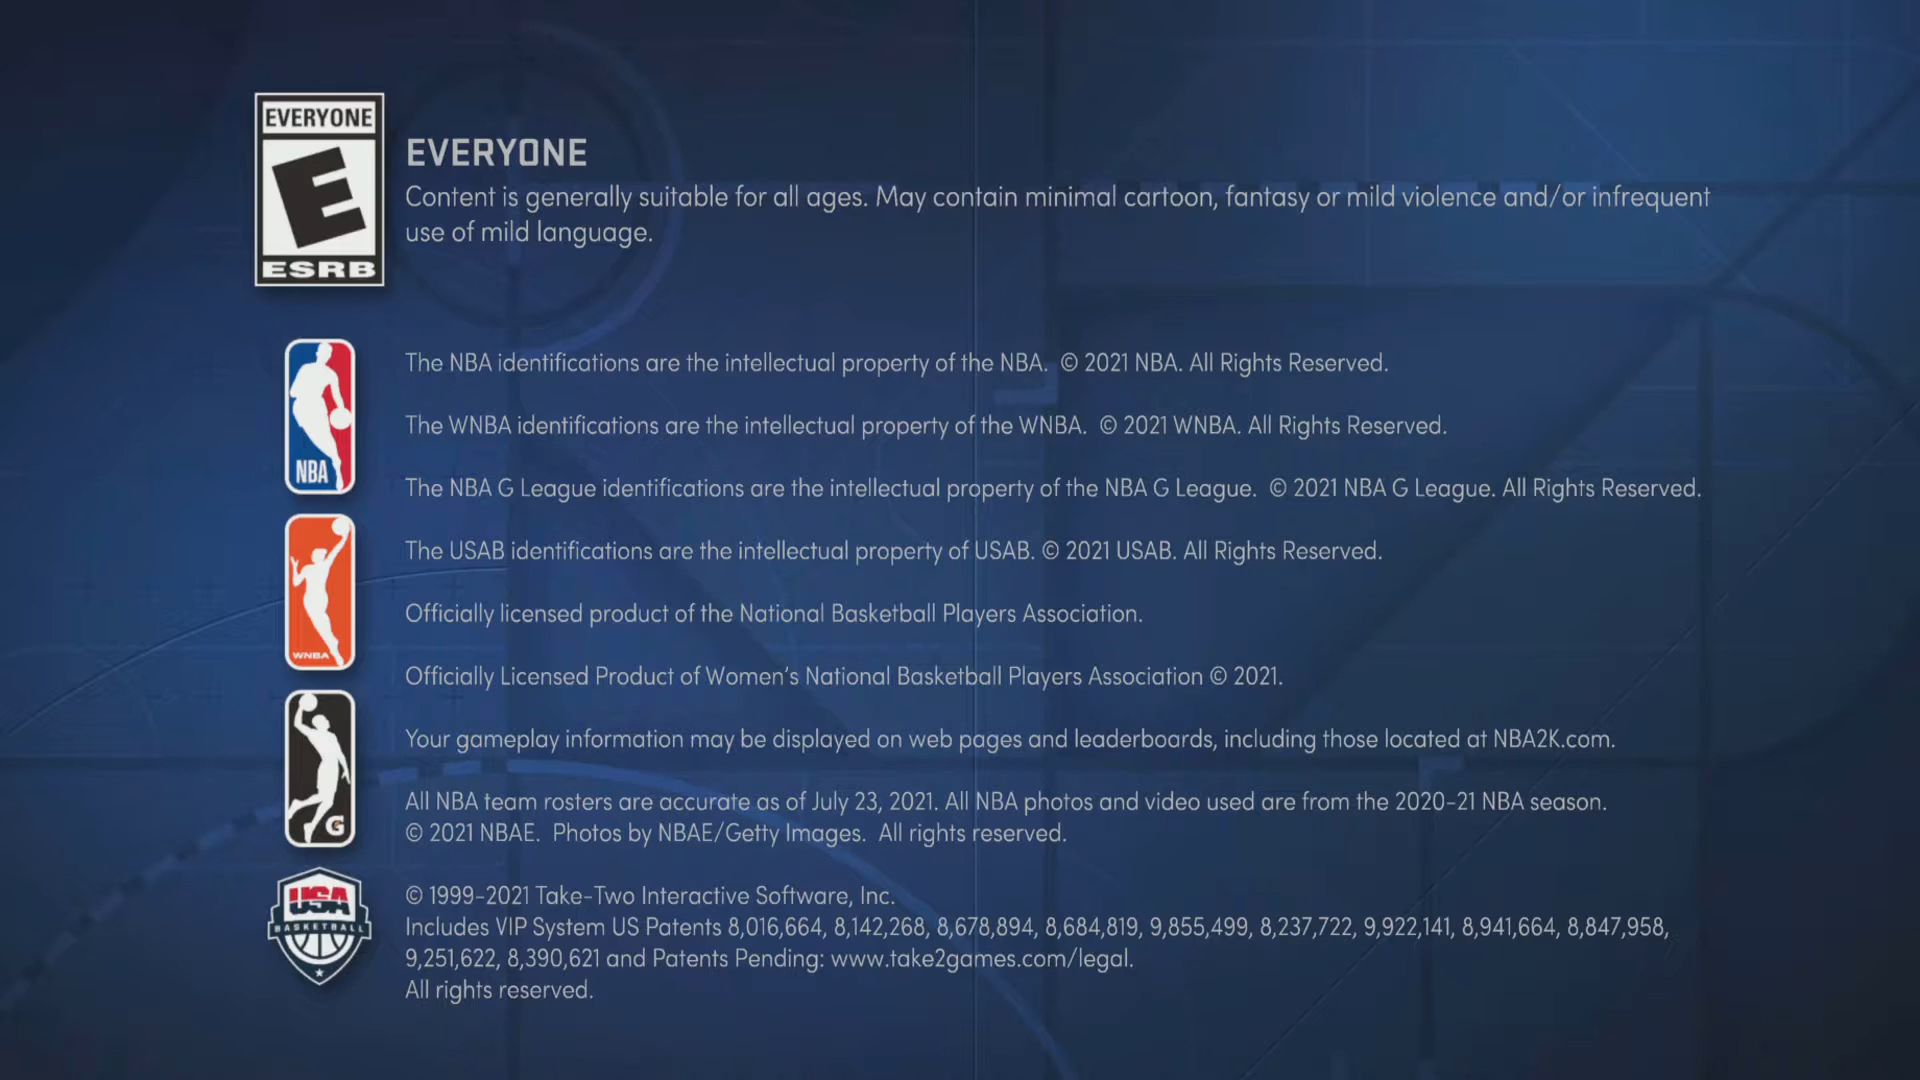 EVERYONE
E
ESRB
EVERYONE
Content is generally suitable for all ages. May contain minimal cartoon, fantasy or mild violence and/or infrequent
use of mild language.
NBA
The NBA identifications are the intellectual property of the NBA.  © 2021 NBA. All Rights Reserved.
The WNBA identifications are the intellectual property of the WNBA.  © 2021 WNBA. All Rights Reserved.
The NBA G League identifications are the intellectual property of the NBA G League.  © 2021 NBA G League. All Rights Reserved.
WNBA
The USAB identifications are the intellectual property of USAB. © 2021 USAB. All Rights Reserved.
Officially licensed product of the National Basketball Players Association.
Officially Licensed Product of Women's National Basketball Players Association © 2021.
G
Your gameplay information may be displayed on web pages and leaderboards, including those located at NBA2K.com.
All NBA team rosters are accurate as of July 23, 2021. All NBA photos and video used are from the 2020-21 NBA season.
© 2021 NBAE.  Photos by NBAE/Getty Images.  All rights reserved.
USA
BASKETBALL
© 1999-2021 Take-Two Interactive Software, Inc.
Includes VIP System US Patents 8,016,664, 8,142,268, 8,678,894, 8,684,819, 9,855,499, 8,237,722, 9,922,141, 8,941,664, 8,847,958,
9,251,622, 8,390,621 and Patents Pending: www.take2games.com/legal.
All rights reserved.